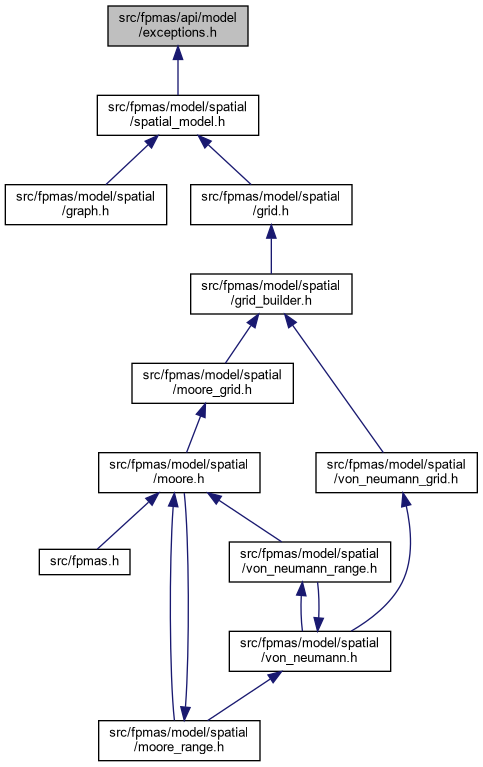 src/fpmas/api/model
/exceptions.h
src/fpmas/model/spatial
/spatial_model.h
src/fpmas/model/spatial
/graph.h
src/fpmas/model/spatial
/grid.h
src/fpmas/model/spatial
/grid_builder.h
src/fpmas/model/spatial
/moore_grid.h
src/fpmas/model/spatial
/moore.h
src/fpmas/model/spatial
/von_neumann_grid.h
src/fpmas.h
src/fpmas/model/spatial
/von_neumann_range.h
src/fpmas/model/spatial
/von_neumann.h
src/fpmas/model/spatial
/moore_range.h